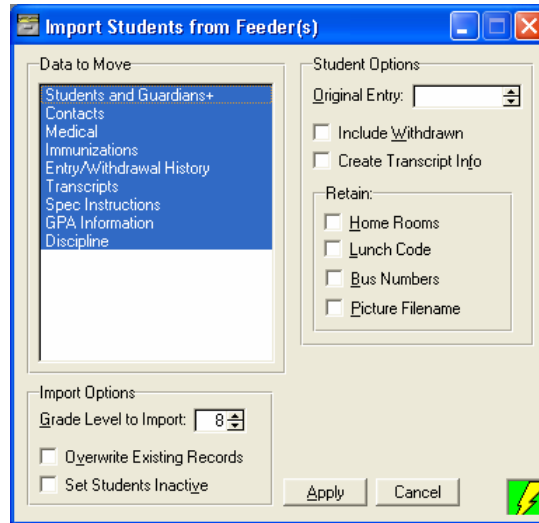 Import Students from Feeder(s)
Data to Move
Students and Guardians+
Contacts
Medical
Immunizations
Entry/Withdrawal History
Transcripts
Spec Instructions
GPA Information
Discipline
Student Options
Original Entry:
Include Withdrawn
Create Transcript Info
Retain:
Home Rooms
Lunch Code
Bus Numbers
Picture Filename
Import Options
Grade Level to Import: 8
Overwrite Existing Records
Set Students Inactive
Apply Cancel